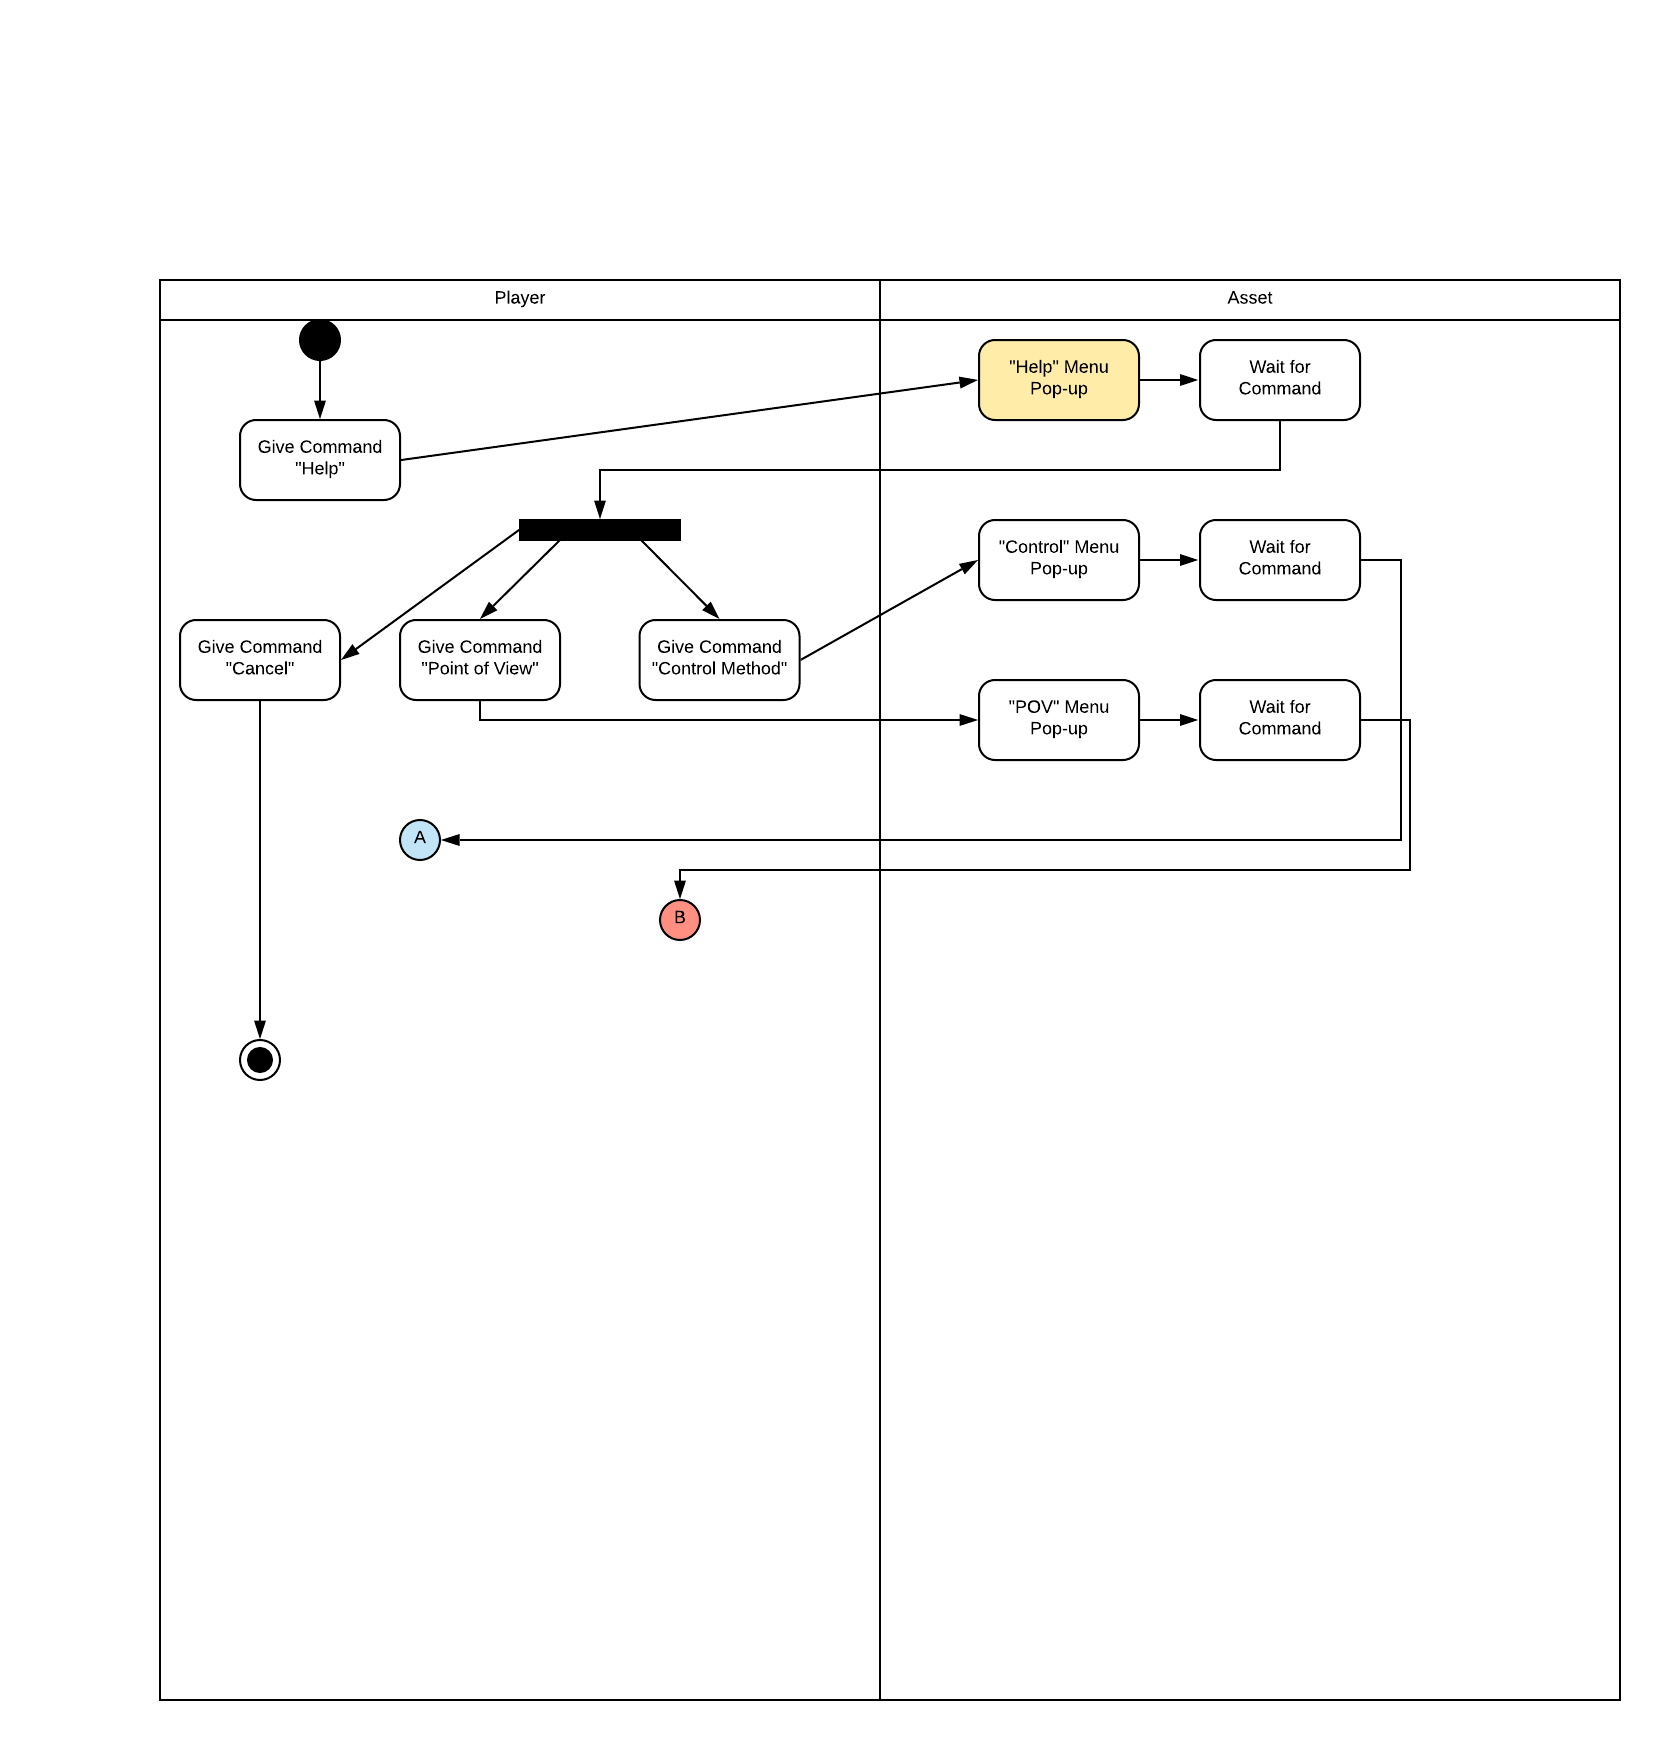 Player
Asset
"Help" Menu
Pop-up
Wait for
Command
Give Command
"Help"
"Control" Menu
Pop-up
Wait for
Command
Give Command
"Cancel"
Give Command
"Point of View"
Give Command
"Control Method"
"POV" Menu
Pop-up
Wait for
Command
A
B